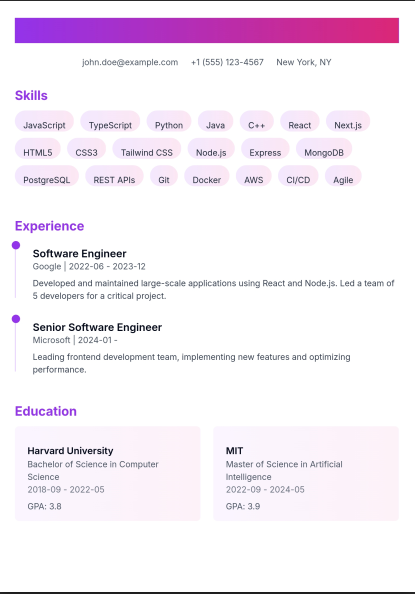 john.doe@example.com +1 (555) 123-4567 New York, NY
Skills
JavaScript TypeScript Python Java C++ React Next.js
HTML5 CSS3 Tailwind CSS Node.js Express MongoDB
PostgreSQL REST APIs Git Docker AWS CI/CD Agile
Experience
Software Engineer
Google | 2022-06 - 2023-12
Developed and maintained large-scale applications using React and Node.js. Led a team of
5 developers for a critical project.
Senior Software Engineer
Microsoft | 2024-01 -
Leading frontend development team, implementing new features and optimizing
performance.
Education
Harvard University
Bachelor of Science in Computer
Science
2018-09 - 2022-05
GPA: 3.8
MIT
Master of Science in Artificial
Intelligence
2022-09 - 2024-05
GPA: 3.9